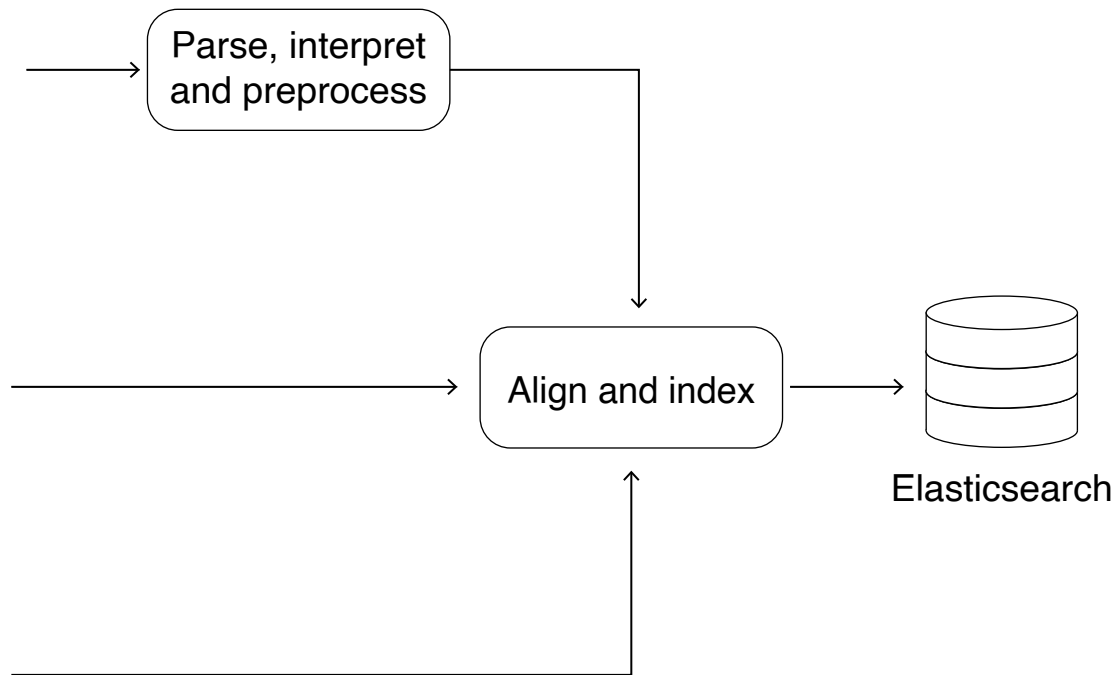 Parse, interpret
and preprocess
Align and index
Elasticsearch